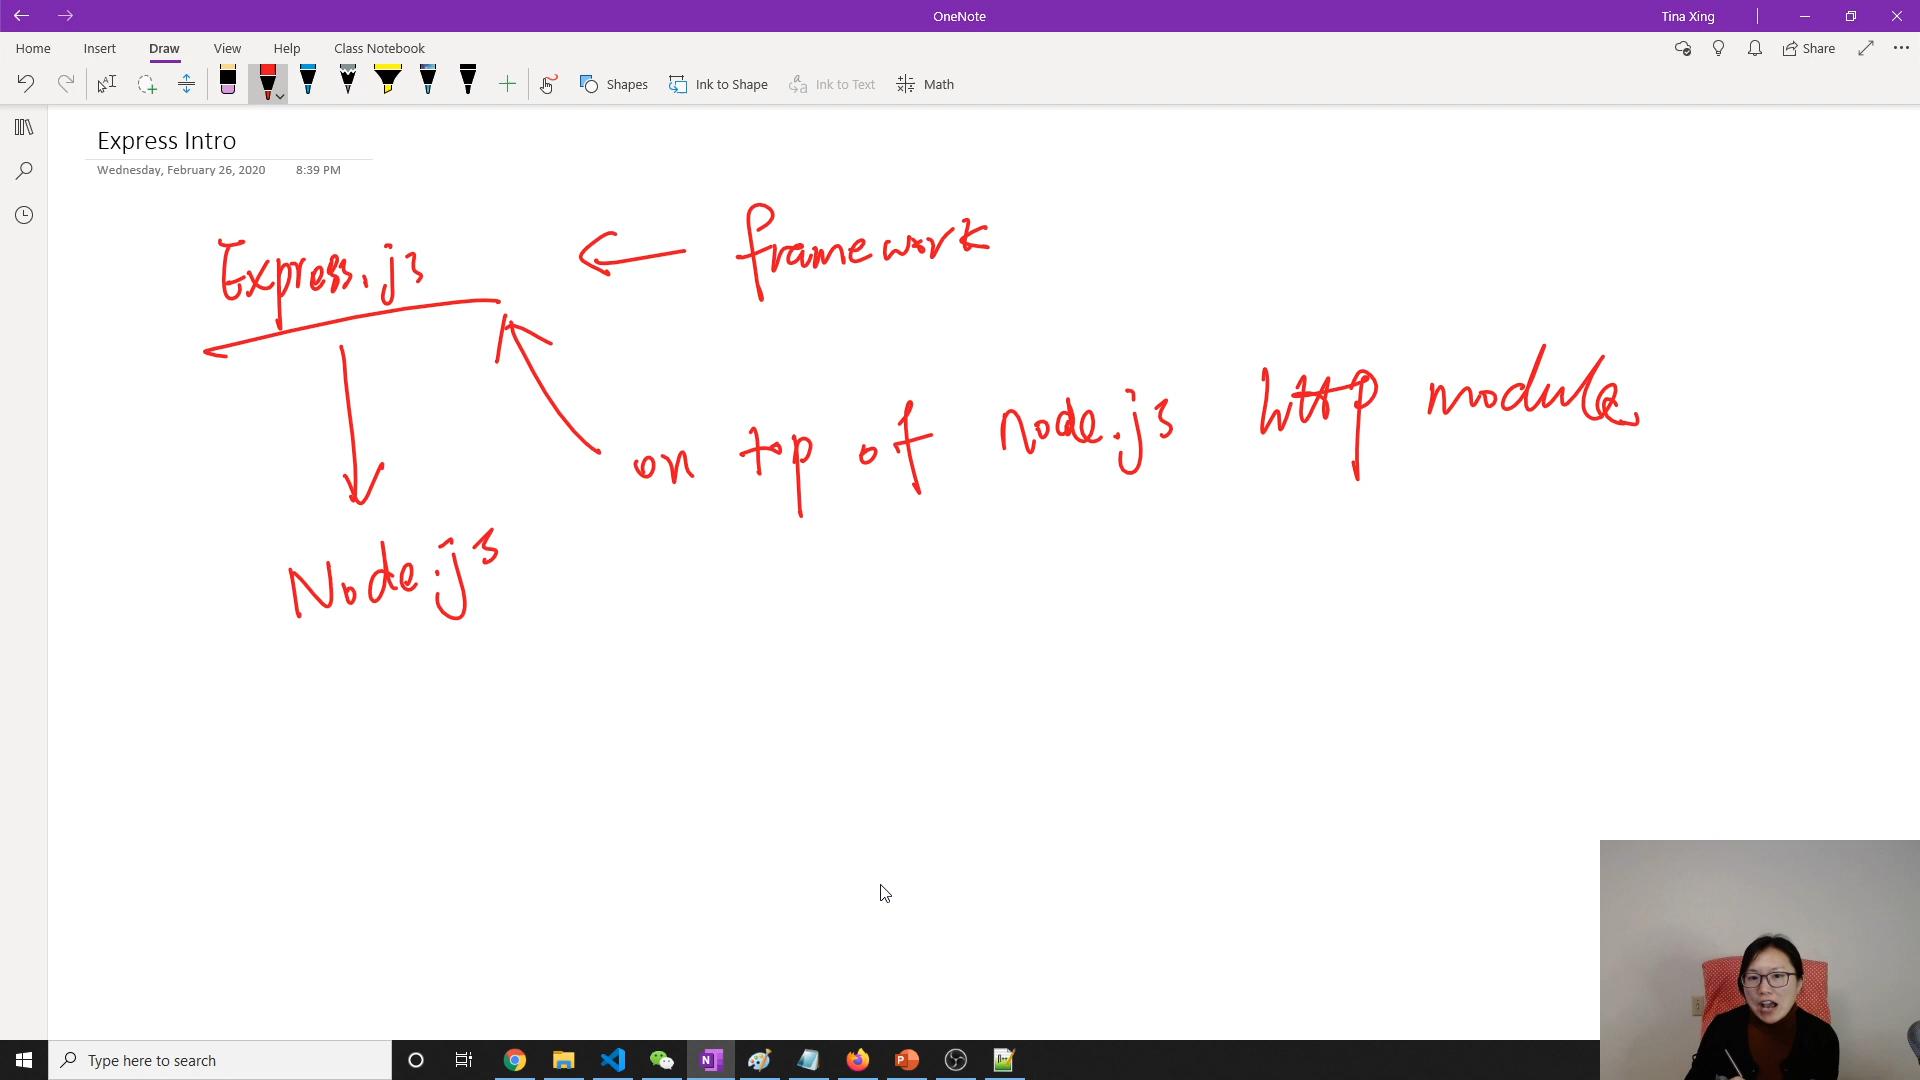 OneNote
Tina Xing
Home Insert Draw View Help Class Notebook
Share
Shapes Ink to Shape Ink to Text Math
Express Intro
Wednesday, February 26, 2020 8:39 PM
Express.js ← framework
on top of node.js http module
Node.js
Type here to search